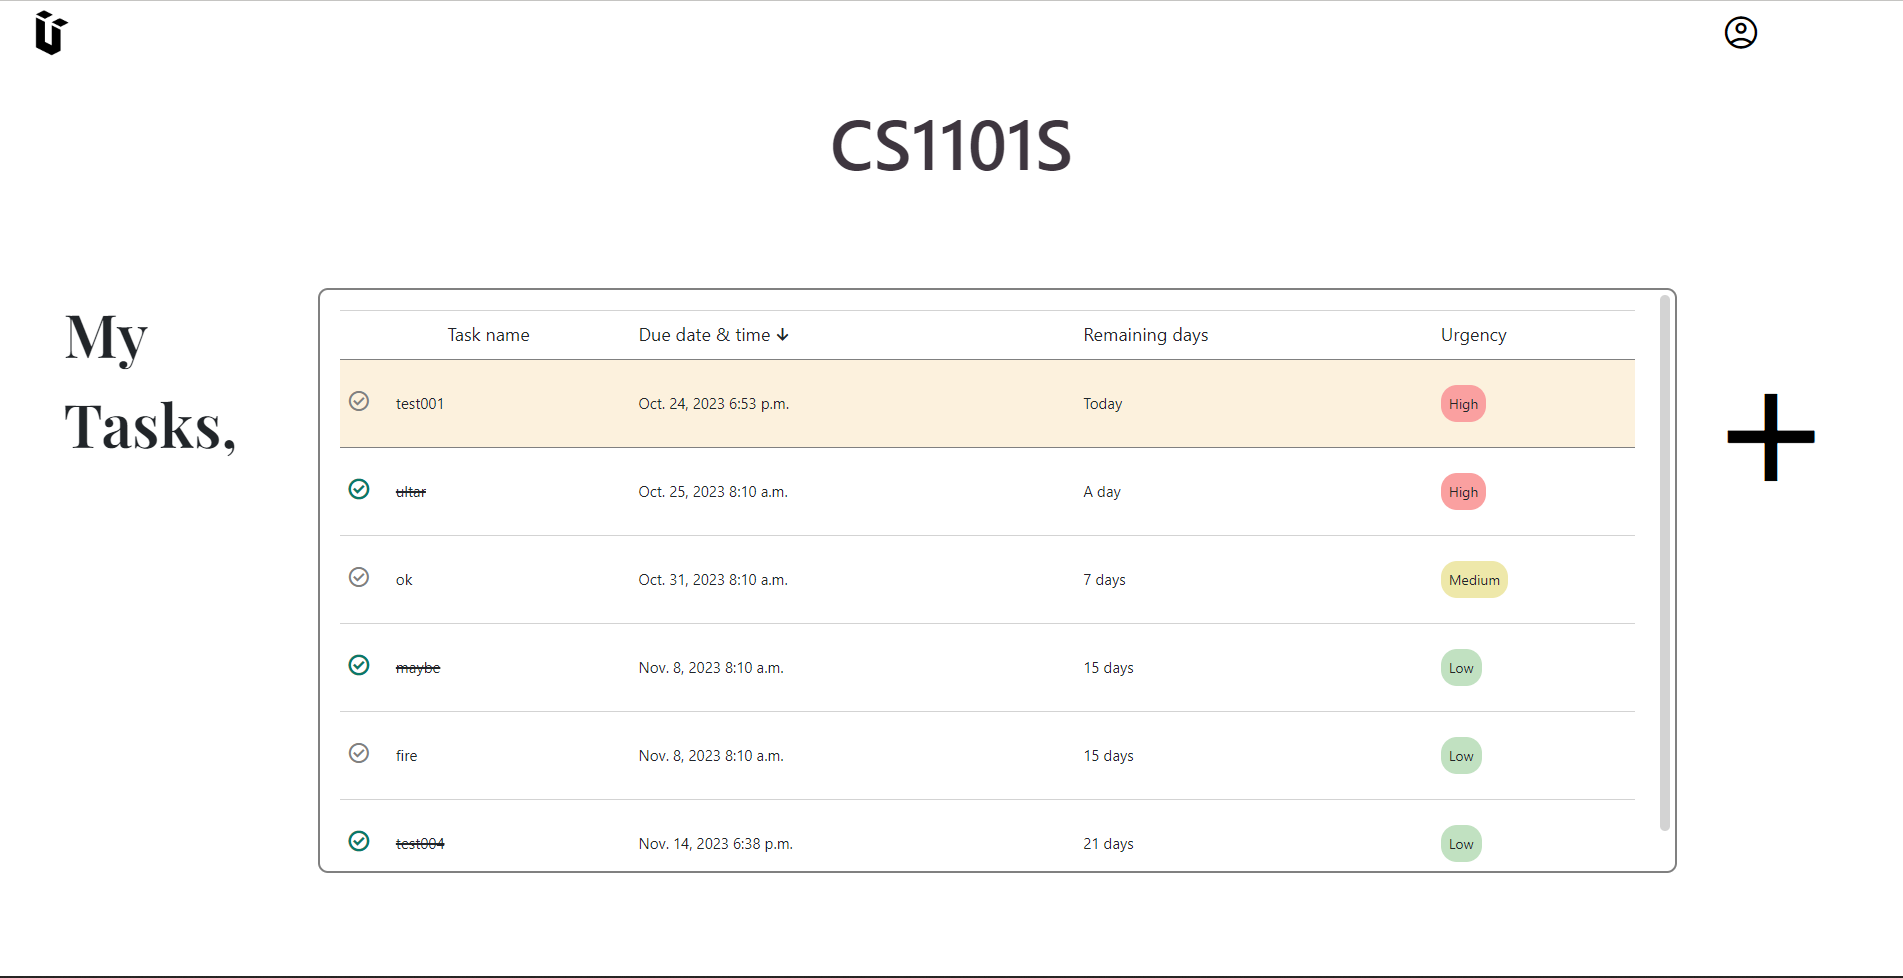 CS1101S
My
Tasks,
Task name Due date & time Remaining days Urgency
test001 Oct. 24, 2023 6:53 p.m. Today High
ultar Oct. 25, 2023 8:10 a.m. A day High
ok Oct. 31, 2023 8:10 a.m. 7 days Medium
maybe Nov. 8, 2023 8:10 a.m. 15 days Low
fire Nov. 8, 2023 8:10 a.m. 15 days Low
test004 Nov. 14, 2023 6:38 p.m. 21 days Low